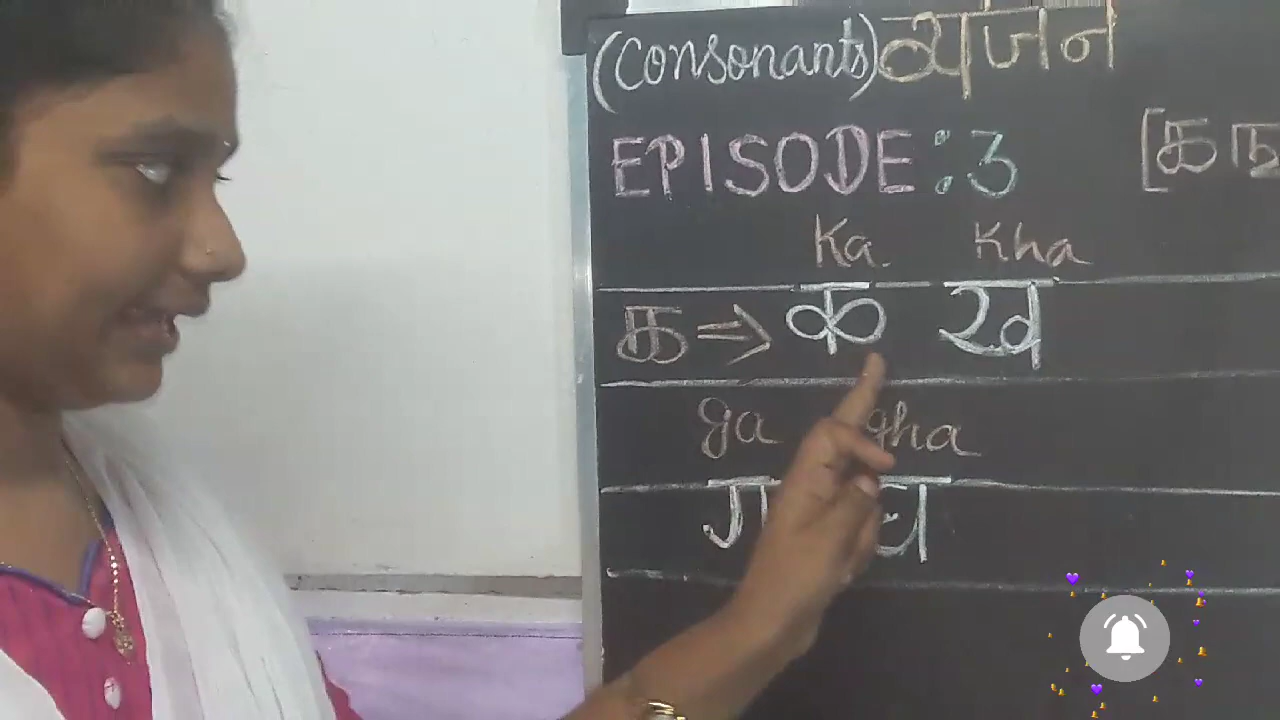 (Consonants) व्यंजन
EPISODE:3
[க
Ka. Kha
க => क ख
ga gha
ग घ